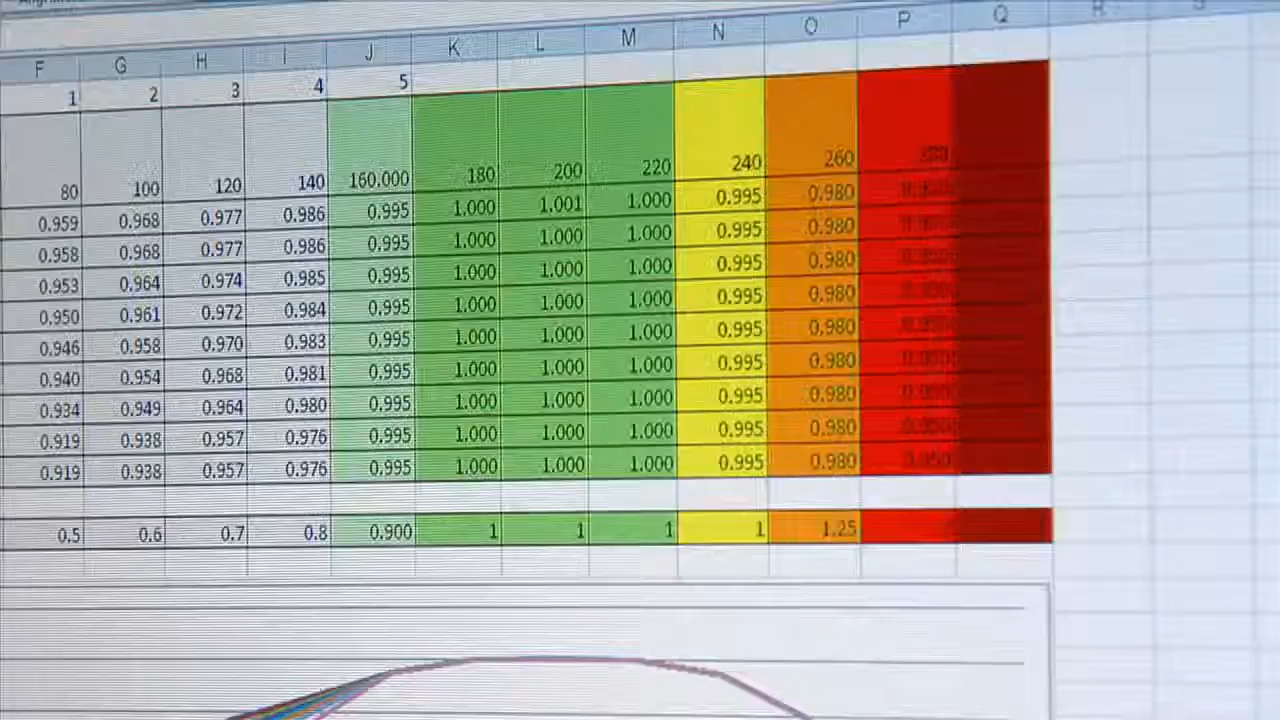 F G H I J K L M N O P Q R S
1 2 3 4 5
80 100 120 140 160.000 180 200 220 240 260
0.959 0.968 0.977 0.986 0.995 1.000 1.001 1.000 0.995 0.980
0.958 0.968 0.977 0.986 0.995 1.000 1.000 1.000 0.995 0.980
0.953 0.964 0.974 0.985 0.995 1.000 1.000 1.000 0.995 0.980
0.950 0.961 0.972 0.984 0.995 1.000 1.000 1.000 0.995 0.980
0.946 0.958 0.970 0.983 0.995 1.000 1.000 1.000 0.995 0.980
0.940 0.954 0.968 0.981 0.995 1.000 1.000 1.000 0.995 0.980
0.934 0.949 0.964 0.980 0.995 1.000 1.000 1.000 0.995 0.980
0.919 0.938 0.957 0.976 0.995 1.000 1.000 1.000 0.995 0.980
0.919 0.938 0.957 0.976 0.995 1.000 1.000 1.000 0.995 0.980 0.950
0.5 0.6 0.7 0.8 0.900 1 1 1 1 1.25